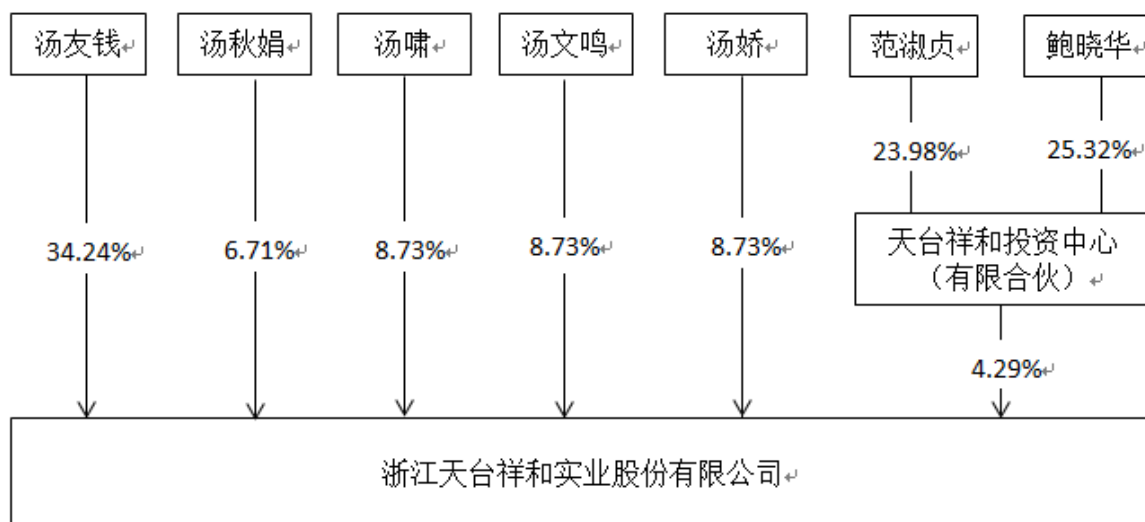 汤友钱
汤秋娟
汤啸
汤文鸣
汤娇
范淑贞
鲍晓华
23.98%
25.32%
34.24%
6.71%
8.73%
8.73%
8.73%
天台祥和投资中心
（有限合伙）
4.29%
浙江天台祥和实业股份有限公司